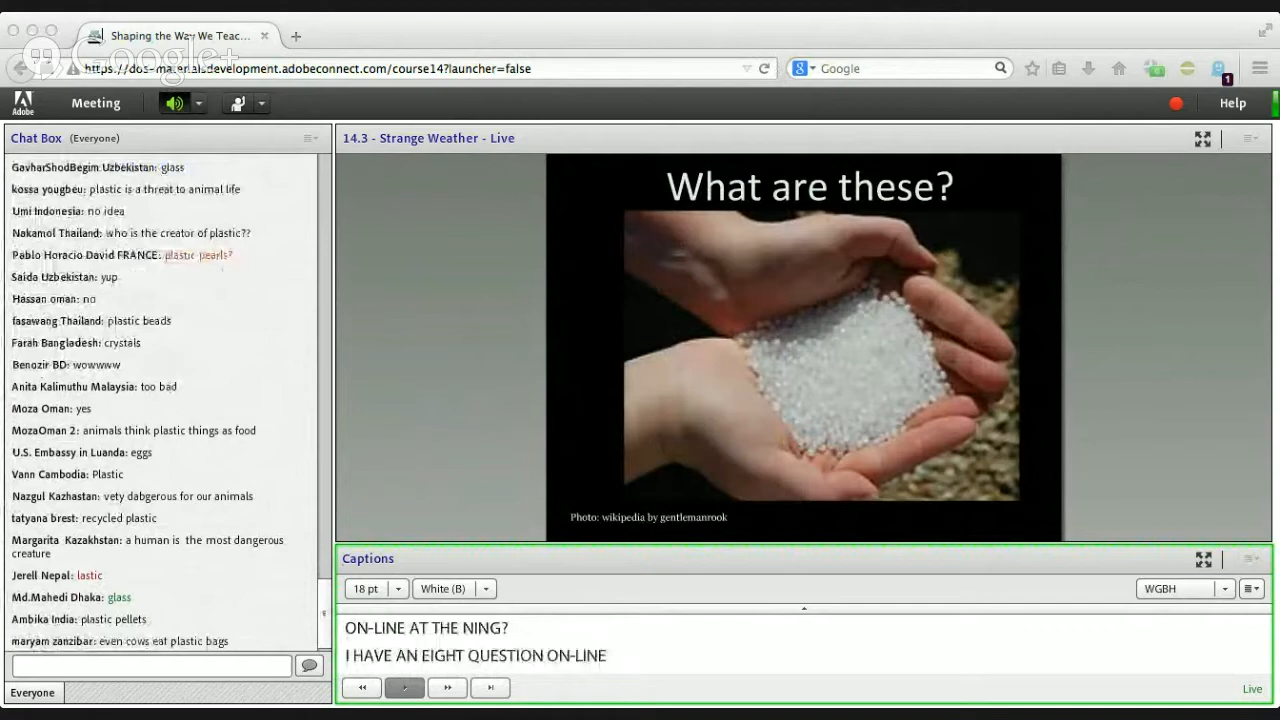 Shaping the Way We Teac...
Google+
https://dos-materialsdevelopment.adobeconnect.com/course14?launcher=false
Google
1
Adobe
Meeting
Help
Chat Box (Everyone)
GavharShodBegim Uzbekistan: glass
kossa yougbeu: plastic is a threat to animal life
Umi Indonesia: no idea
Nakamol Thailand: who is the creator of plastic??
Pablo Horacio David FRANCE: plastic pearls?
Saida Uzbekistan: yup
Hassan oman: no
fasawang Thailand: plastic beads
Farah Bangladesh: crystals
Benozir BD: wowwww
Anita Kalimuthu Malaysia: too bad
Moza Oman: yes
MozaOman 2: animals think plastic things as food
U.S. Embassy in Luanda: eggs
Vann Cambodia: Plastic
Nazgul Kazhastan: vety dabgerous for our animals
tatyana brest: recycled plastic
Margarita Kazakhstan: a human is the most dangerous
creature
Jerell Nepal: lastic
Md.Mahedi Dhaka: glass
Ambika India: plastic pellets
maryam zanzibar: even cows eat plastic bags
Everyone
14.3 - Strange Weather - Live
What are these?
Photo: wikipedia by gentlemanrook
Captions
18 pt
White (B)
WGBH
ON-LINE AT THE NING?
I HAVE AN EIGHT QUESTION ON-LINE
Live